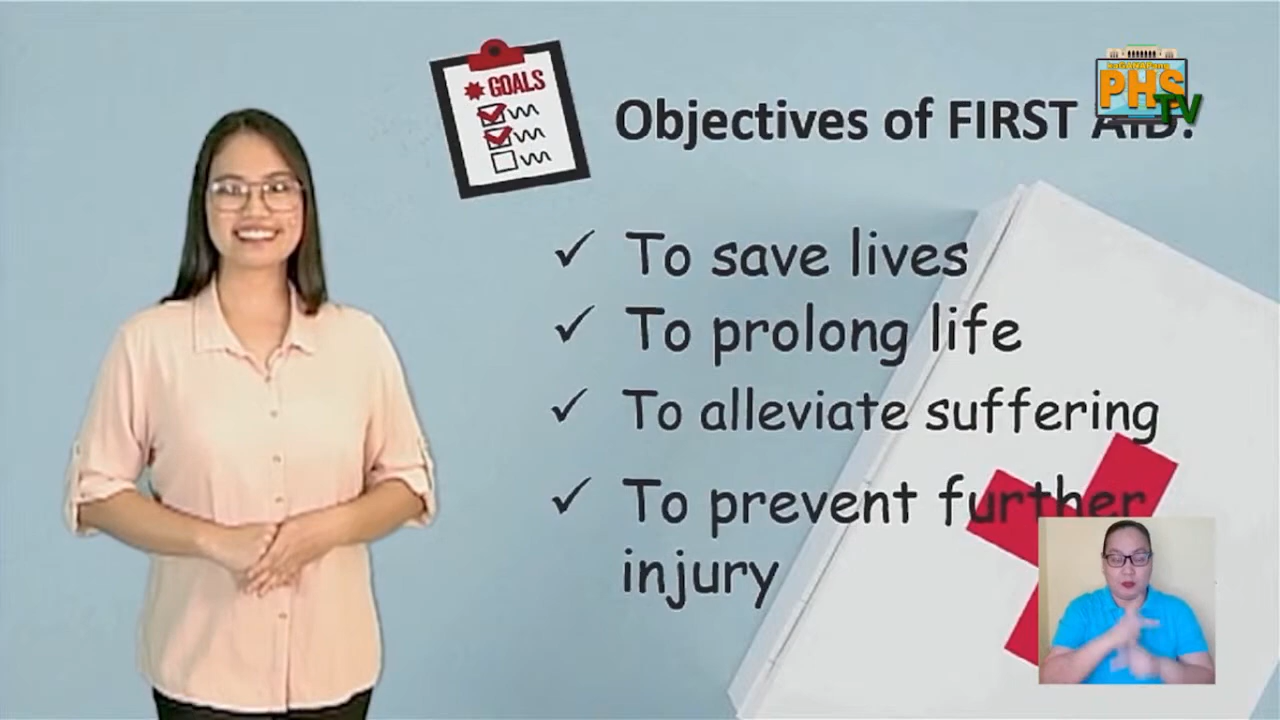 GOALS
PHS
TV
Objectives of FIRST AID:
✓ To save lives
✓ To prolong life
✓ To alleviate suffering
✓ To prevent further
injury